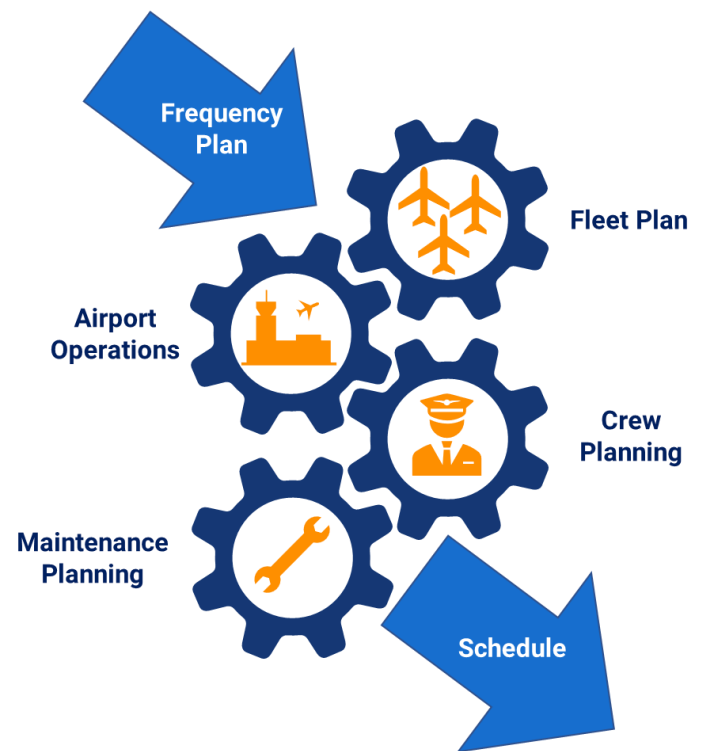 Frequency
Plan
Fleet Plan
Airport
Operations
Crew
Planning
Maintenance
Planning
Schedule